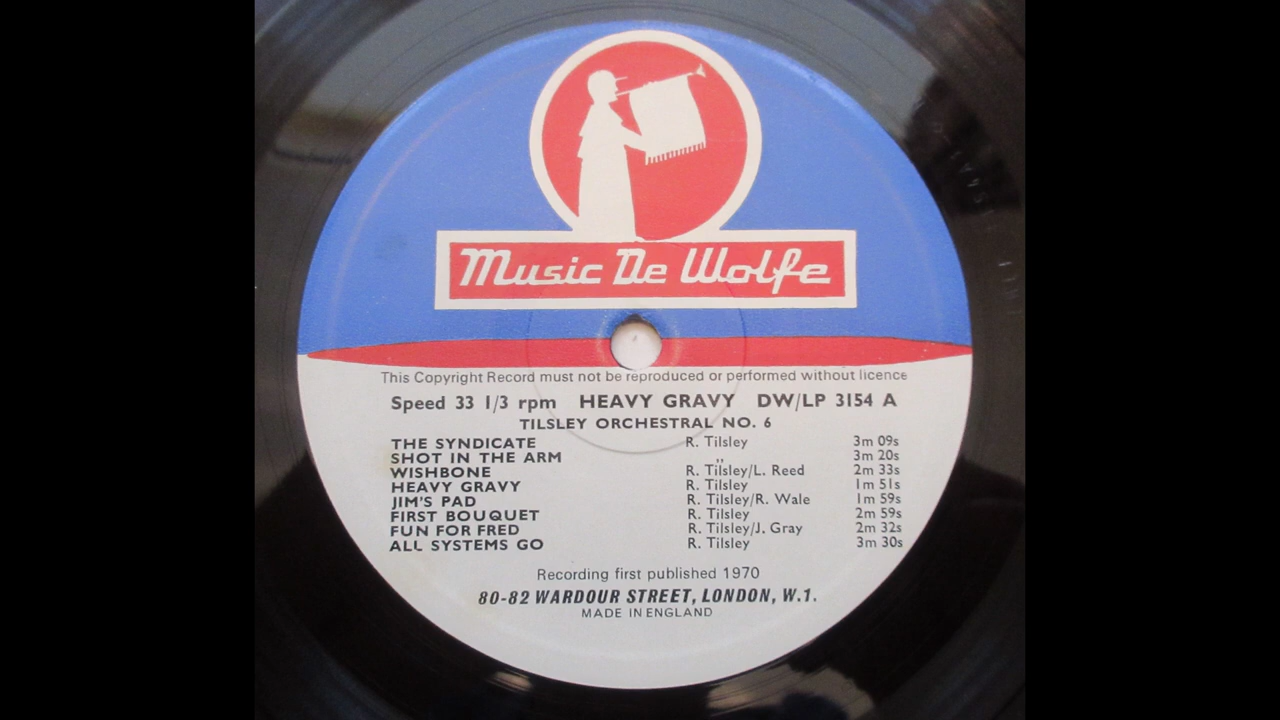 Music De Wolfe
This Copyright Record must not be reproduced or performed without licence
Speed 33 1/3 rpm HEAVY GRAVY DW/LP 3154 A
TILSLEY ORCHESTRAL NO. 6
THE SYNDICATE R. Tilsley 3m 09s
SHOT IN THE ARM ,, 3m 20s
WISHBONE R. Tilsley/L. Reed 2m 33s
HEAVY GRAVY R. Tilsley 1m 51s
JIM'S PAD R. Tilsley/R. Wale 1m 59s
FIRST BOUQUET R. Tilsley 2m 59s
FUN FOR FRED R. Tilsley/J. Gray 2m 32s
ALL SYSTEMS GO R. Tilsley 3m 30s
Recording first published 1970
80-82 WARDOUR STREET, LONDON, W.1.
MADE IN ENGLAND